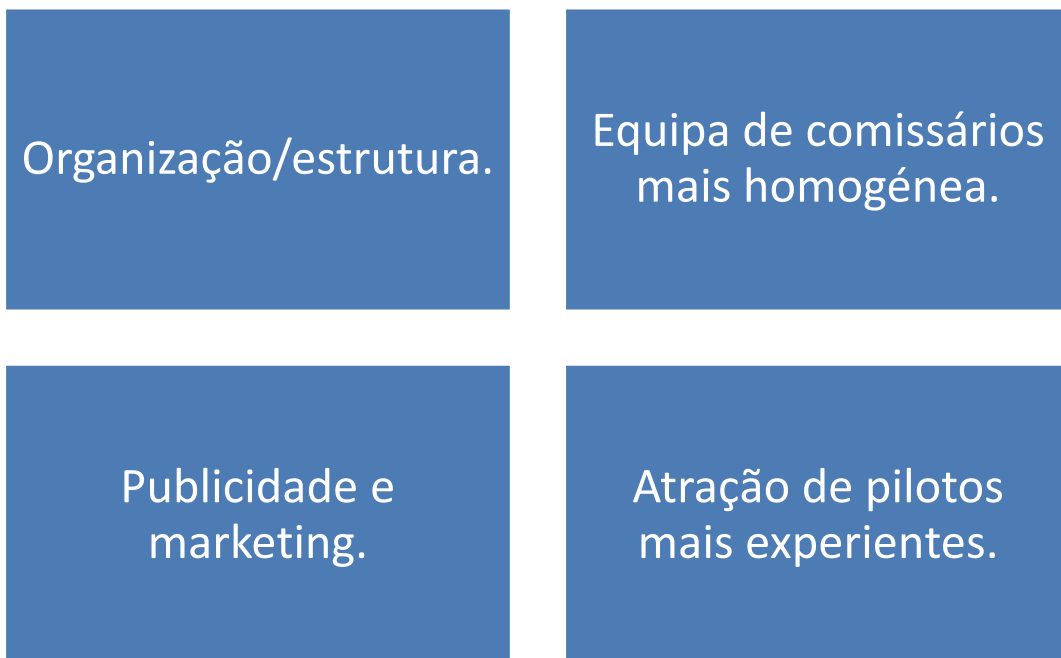 Organização/estrutura.
Equipa de comissários
mais homogénea.
Publicidade e
marketing.
Atração de pilotos
mais experientes.